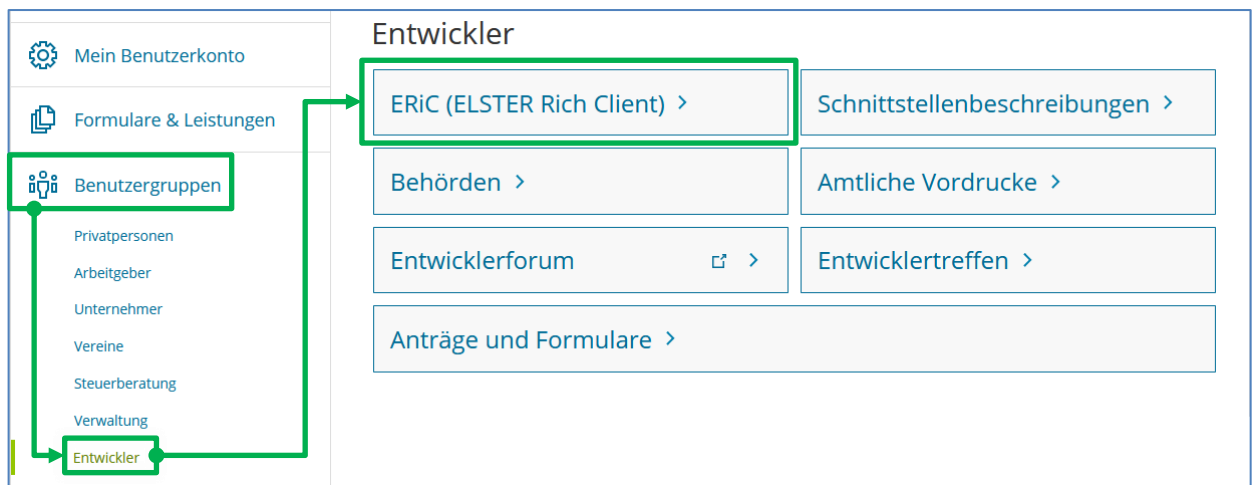 Mein Benutzerkonto
Formulare & Leistungen
Benutzergruppen
Privatpersonen
Arbeitgeber
Unternehmer
Vereine
Steuerberatung
Verwaltung
Entwickler
Entwickler
ERiC (ELSTER Rich Client)
Schnittstellenbeschreibungen
Behörden
Amtliche Vordrucke
Entwicklerforum
Entwicklertreffen
Anträge und Formulare